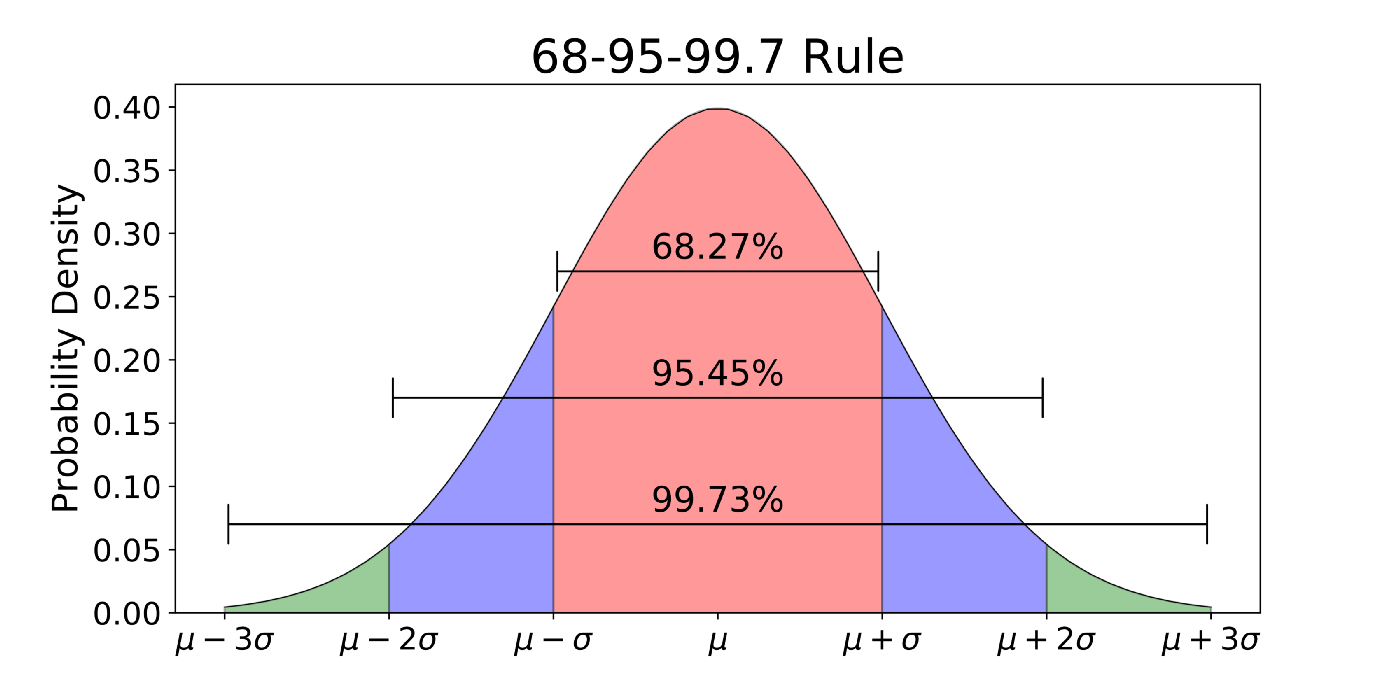 68-95-99.7 Rule
Probability Density
0.40
0.35
0.30
0.25
0.20
0.15
0.10
0.05
0.00
68.27%
95.45%
99.73%
μ − 3σ
μ − 2σ
μ − σ
μ
μ + σ
μ + 2σ
μ + 3σ